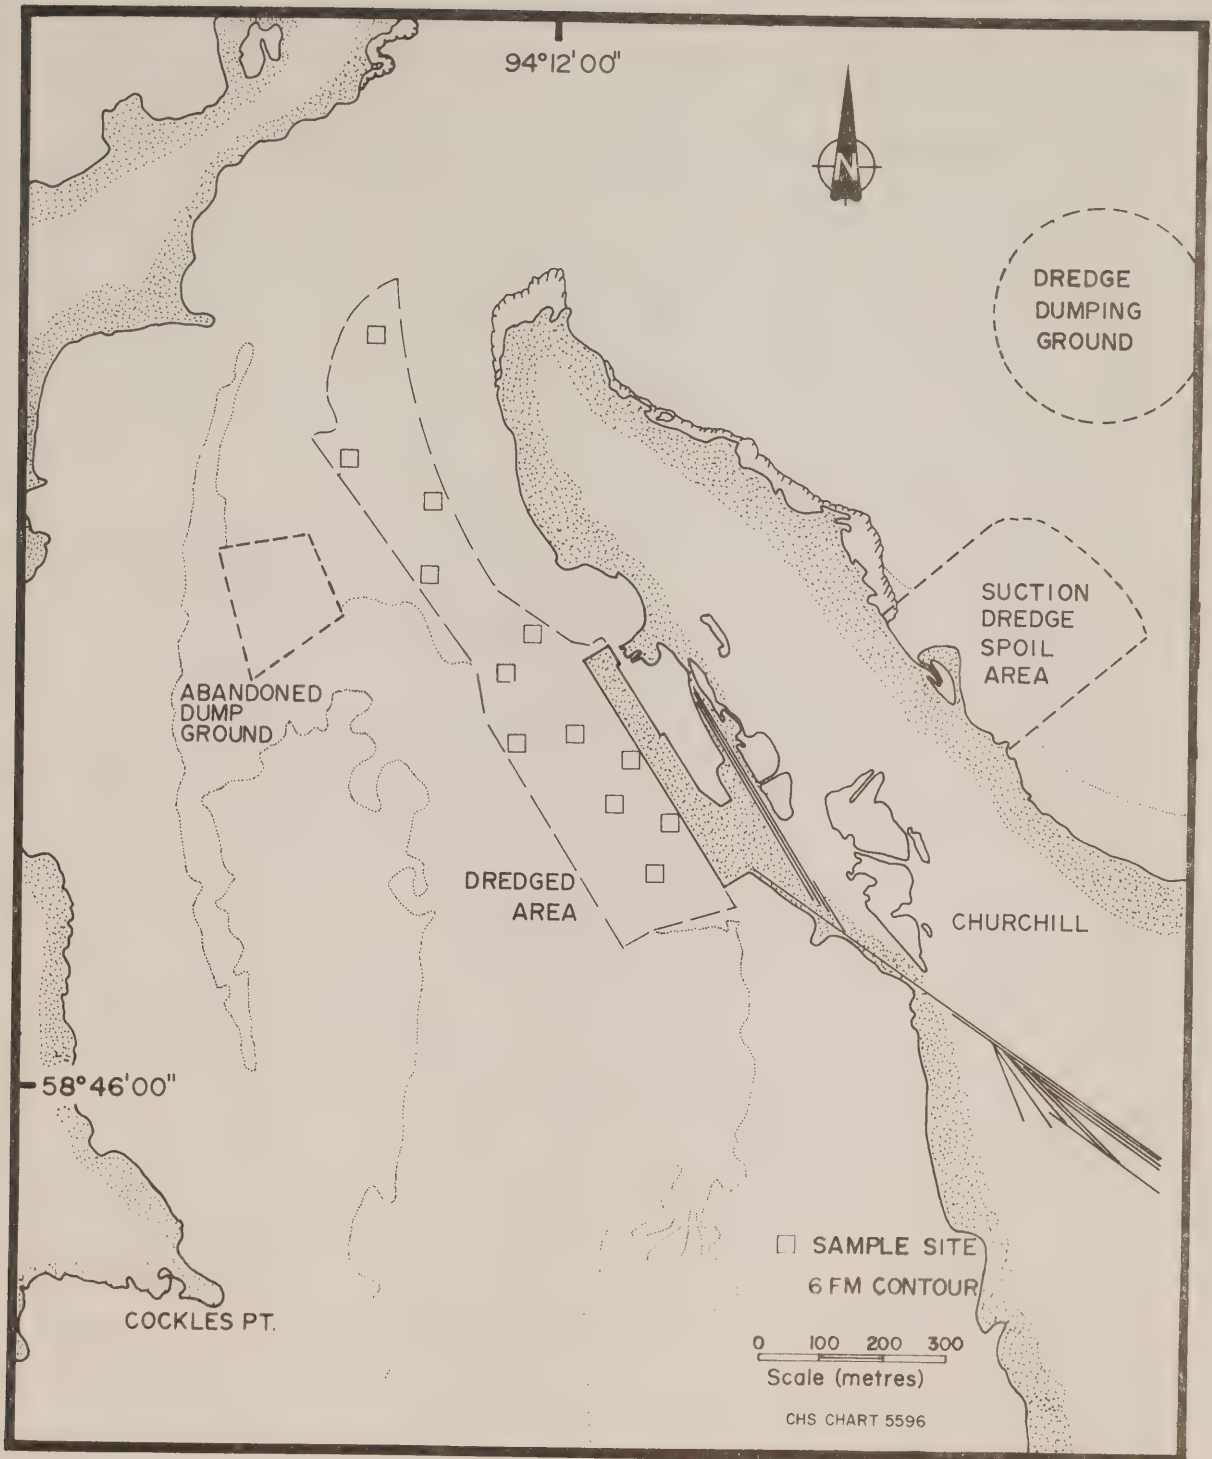 94°12'00"
N
DREDGE
DUMPING
GROUND
SUCTION
DREDGE
SPOIL
AREA
ABANDONED
DUMP
GROUND
DREDGED
AREA
CHURCHILL
58°46'00"
SAMPLE SITE
6 FM CONTOUR
COCKLES PT.
0 100 200 300
Scale (metres)
CHS CHART 5596